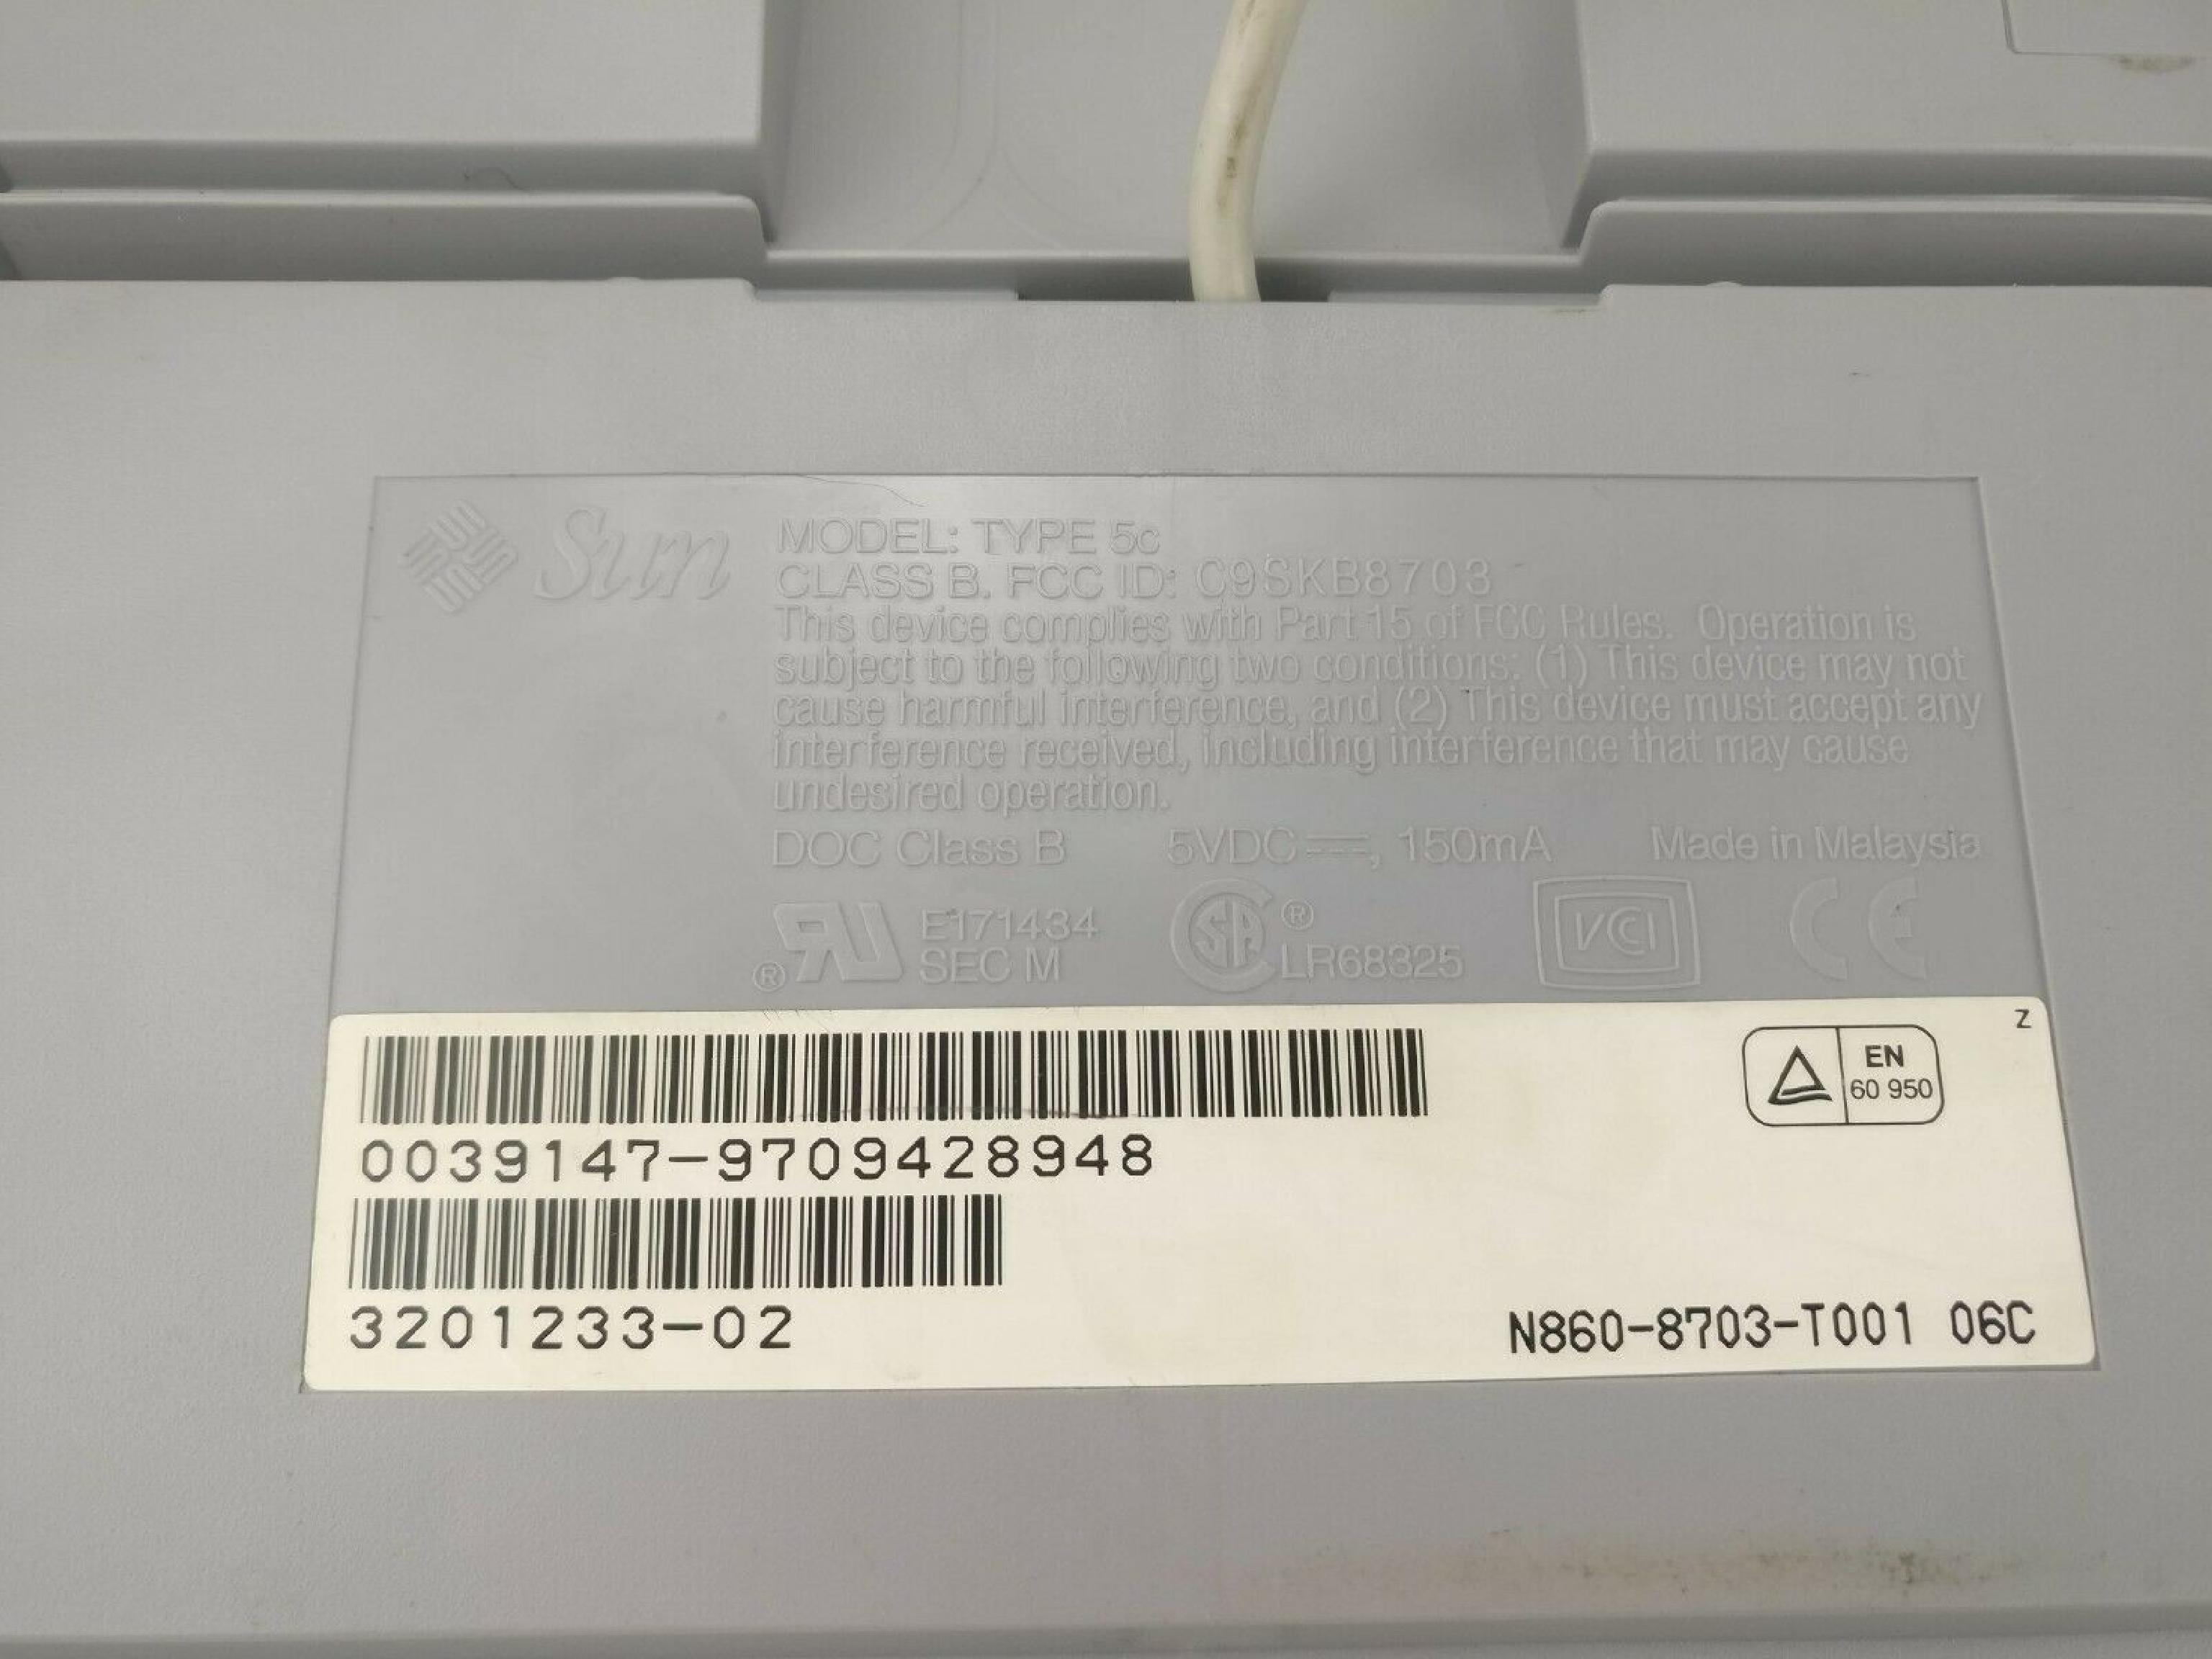 Sun
MODEL: TYPE 5c
CLASS B. FCC ID: C9SKB8703
This device complies with Part 15 of FCC Rules. Operation is
subject to the following two conditions: (1) This device may not
cause harmful interference, and (2) This device must accept any
interference received, including interference that may cause
undesired operation.
DOC Class B 5VDC ⎓, 150mA Made in Malaysia
® E171434
SEC M
SA ® LR68325
VCI
CE
Z
EN
60 950
0039147-9709428948
3201233-02
N860-8703-T001 06C